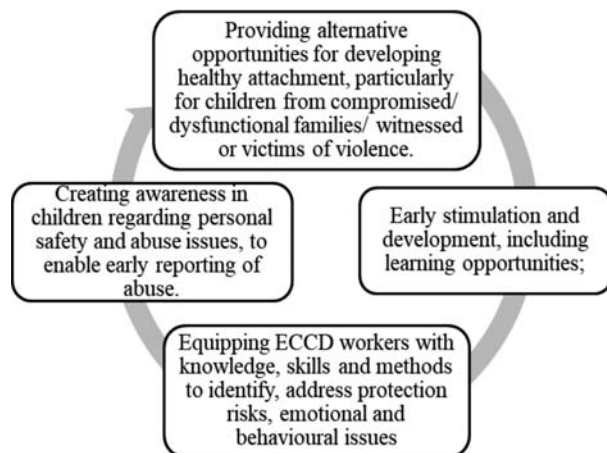 Providing alternative
opportunities for developing
healthy attachment, particularly
for children from compromised/
dysfunctional families/ witnessed
or victims of violence.
Early stimulation and
development, including
learning opportunities;
Equipping ECCD workers with
knowledge, skills and methods
to identify, address protection
risks, emotional and
behavioural issues
Creating awareness in
children regarding personal
safety and abuse issues, to
enable early reporting of
abuse.